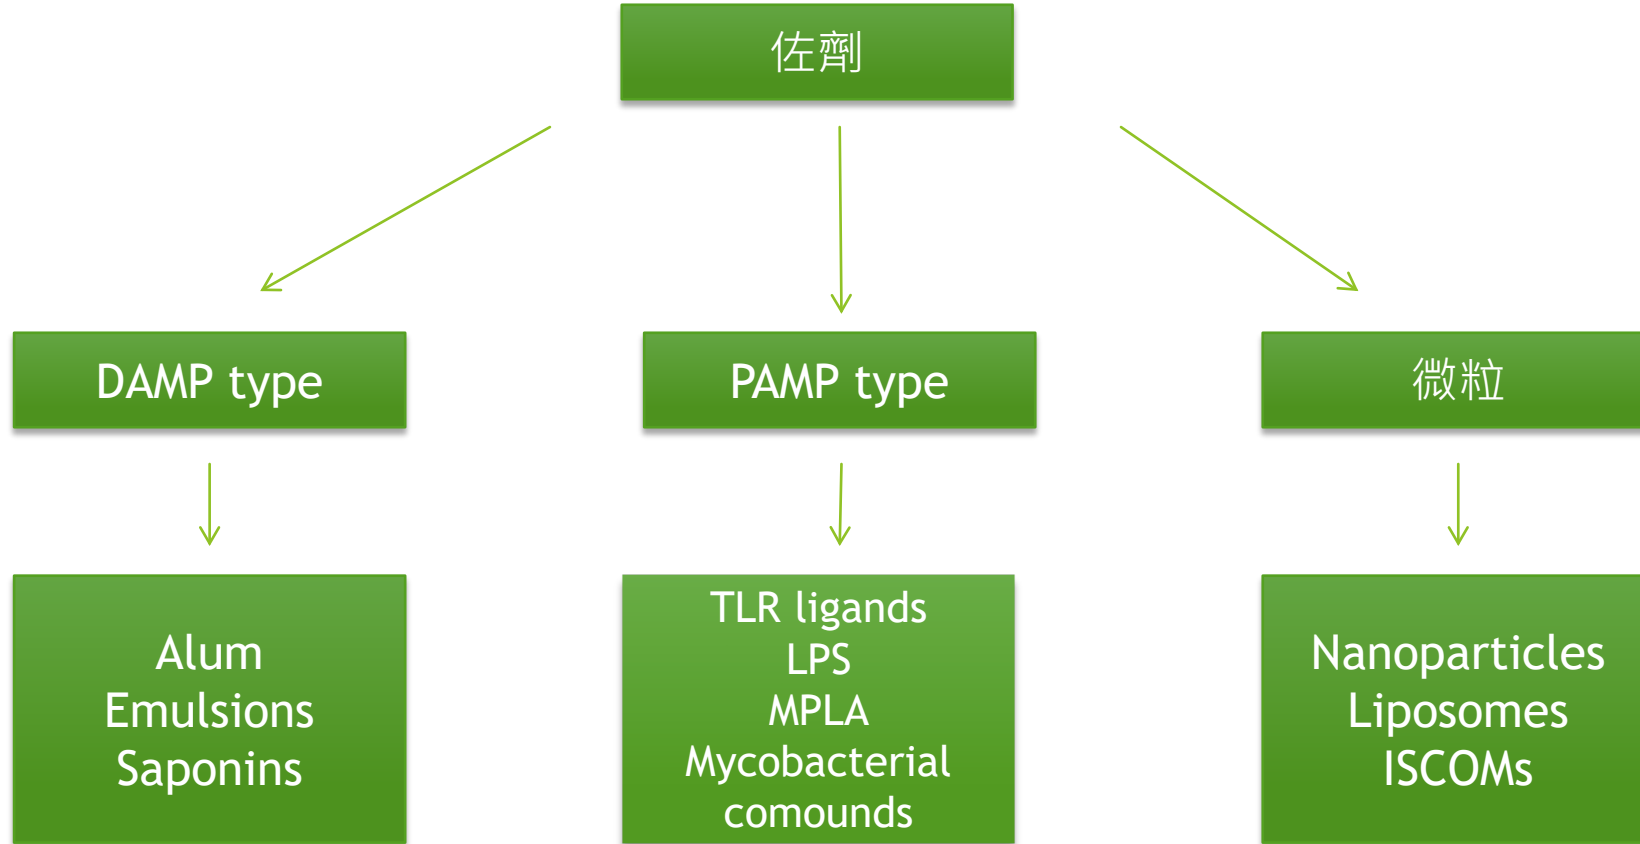 佐劑
DAMP type
PAMP type
微粒
Alum
Emulsions
Saponins
TLR ligands
LPS
MPLA
Mycobacterial
comounds
Nanoparticles
Liposomes
ISCOMs